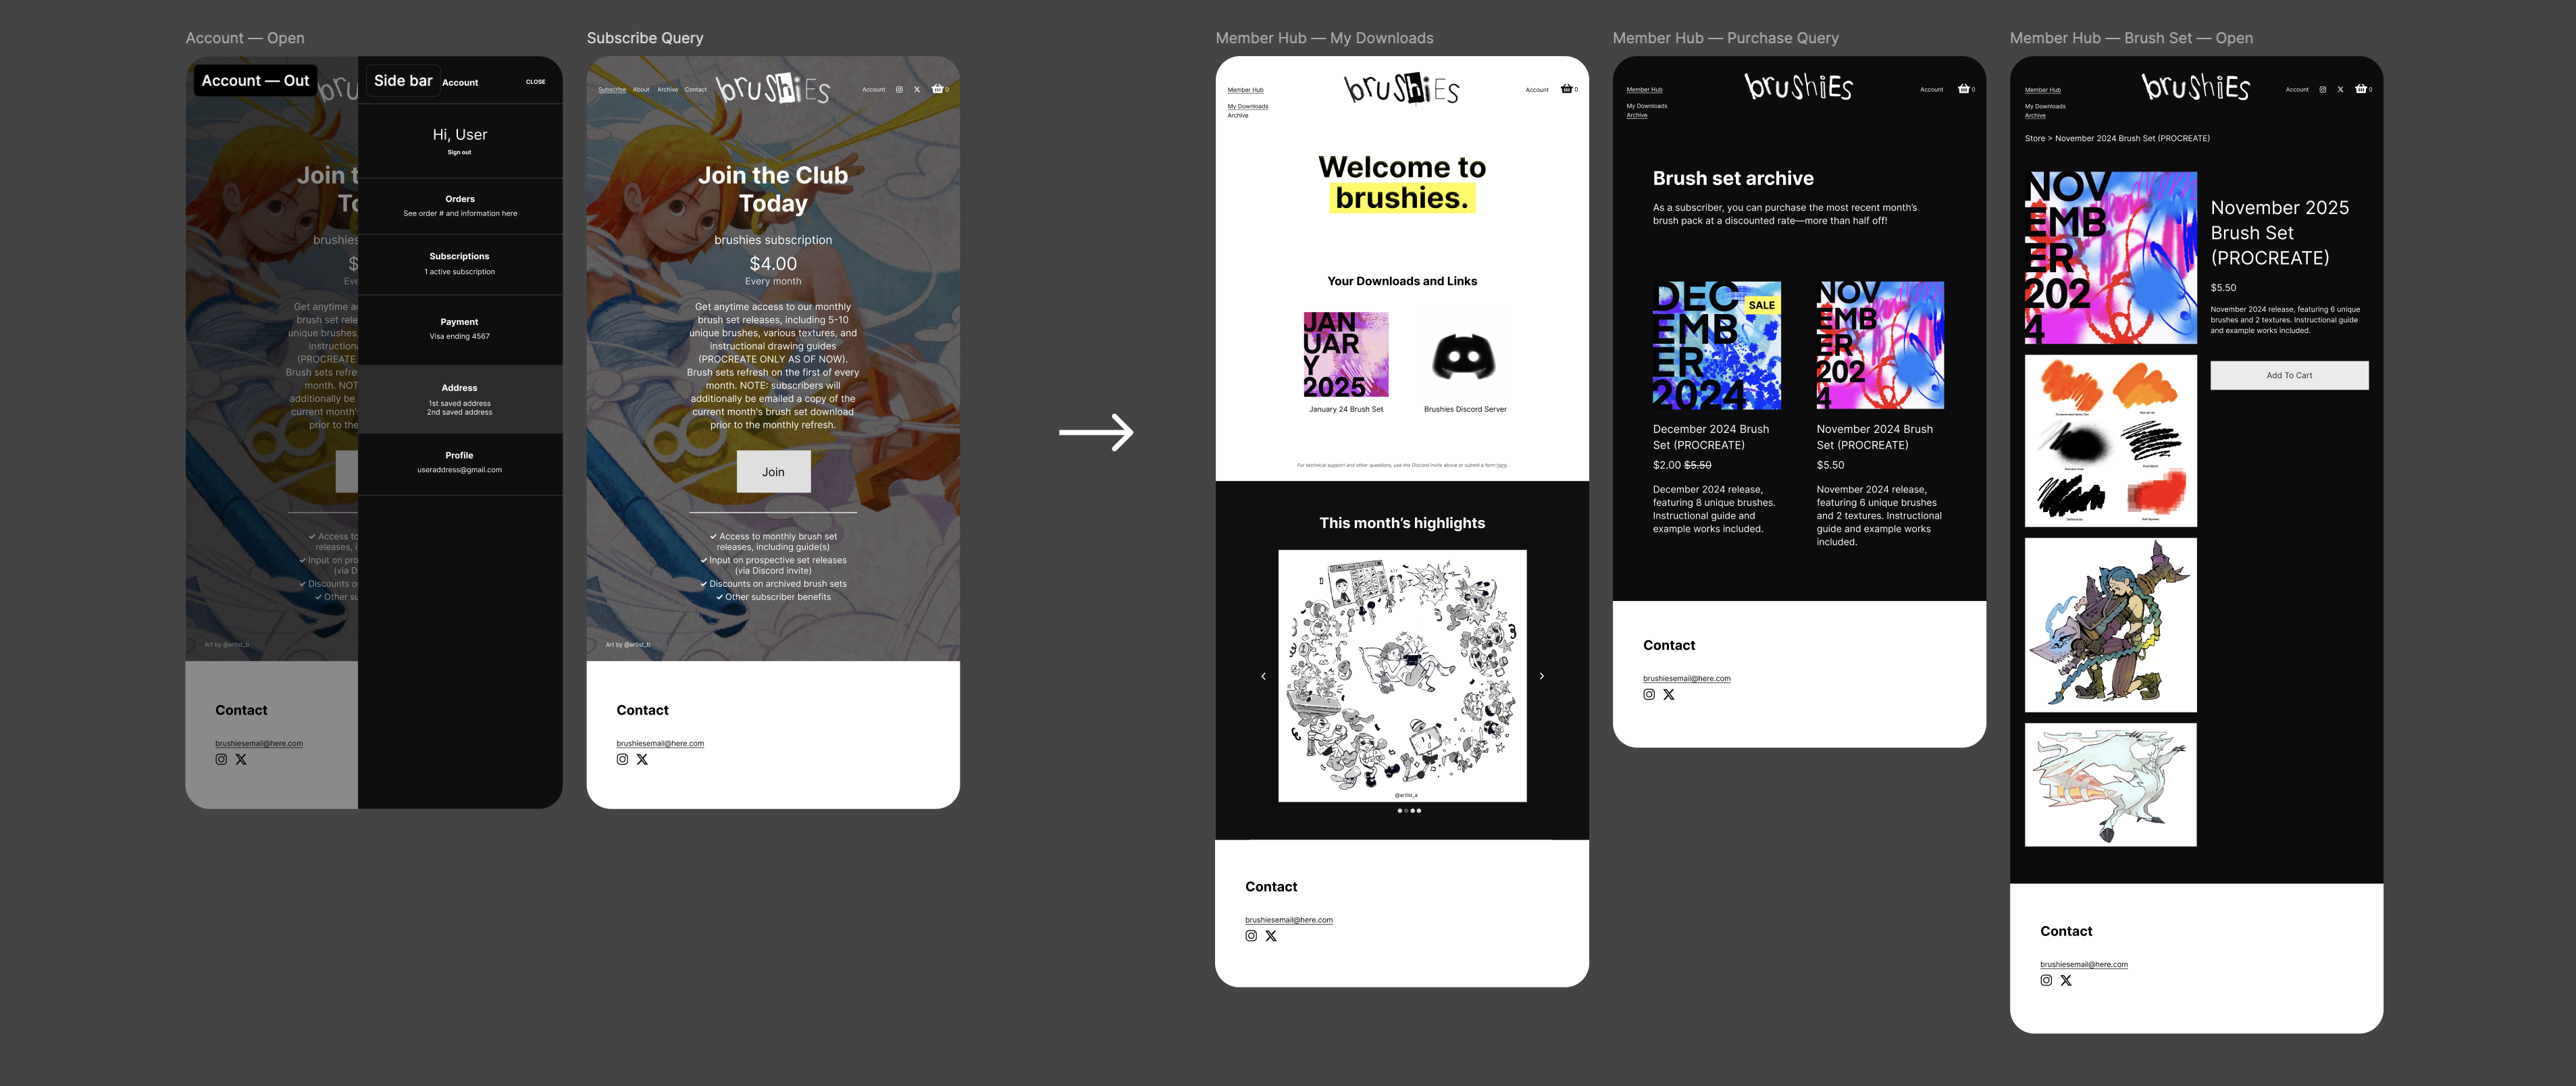 Account — Open
Account — Out
Side bar
Account
CLOSE
Hi, User
Sign out
Orders
See order # and information here
Subscriptions
1 active subscription
Payment
Visa ending 4567
Address
1st saved address
2nd saved address
Profile
useraddress@gmail.com
Join t
To
brushies
$
Eve
Get anytime a
brush set rele
unique brushes,
instructiona
(PROCREATE
Brush sets refre
month. NOT
additionally be
current month's
prior to the
Access to
releases, i
Input on pro
(via D
Discounts o
Other su
Art by @artist_b
Contact
brushiesemail@here.com
Subscribe Query
Subscribe About Archive Contact
brusHiES
Account 0
Join the Club
Today
brushies subscription
$4.00
Every month
Get anytime access to our monthly
brush set releases, including 5-10
unique brushes, various textures, and
instructional drawing guides
(PROCREATE ONLY AS OF NOW).
Brush sets refresh on the first of every
month. NOTE: subscribers will
additionally be emailed a copy of the
current month's brush set download
prior to the monthly refresh.
Join
✓ Access to monthly brush set
releases, including guide(s)
✓ Input on prospective set releases
(via Discord invite)
✓ Discounts on archived brush sets
✓ Other subscriber benefits
Art by @artist_b
Contact
brushiesemail@here.com
Member Hub — My Downloads
Member Hub
My Downloads
Archive
brusHiES
Account 0
Welcome to
brushies.
Your Downloads and Links
JAN
UAR
Y
2025
January 24 Brush Set
Brushies Discord Server
For technical support and other questions, use the Discord invite above or submit a form here.
This month's highlights
@artist_a
Contact
brushiesemail@here.com
Member Hub — Purchase Query
Member Hub
My Downloads
Archive
brusHiES
Account 0
Brush set archive
As a subscriber, you can purchase the most recent month's
brush pack at a discounted rate—more than half off!
DEC
EMB
ER
2024
SALE
December 2024 Brush
Set (PROCREATE)
$2.00 $5.50
December 2024 release,
featuring 8 unique brushes.
Instructional guide and
example works included.
NOV
EMB
ER
202
4
November 2024 Brush
Set (PROCREATE)
$5.50
November 2024 release,
featuring 6 unique brushes
and 2 textures. Instructional
guide and example works
included.
Contact
brushiesemail@here.com
Member Hub — Brush Set — Open
Member Hub
My Downloads
Archive
brusHiES
Account 0
Store > November 2024 Brush Set (PROCREATE)
NOV
EMB
ER
202
4
November 2025
Brush Set
(PROCREATE)
$5.50
November 2024 release, featuring 6 unique
brushes and 2 textures. Instructional guide
and example works included.
Add To Cart
Contact
brushiesemail@here.com